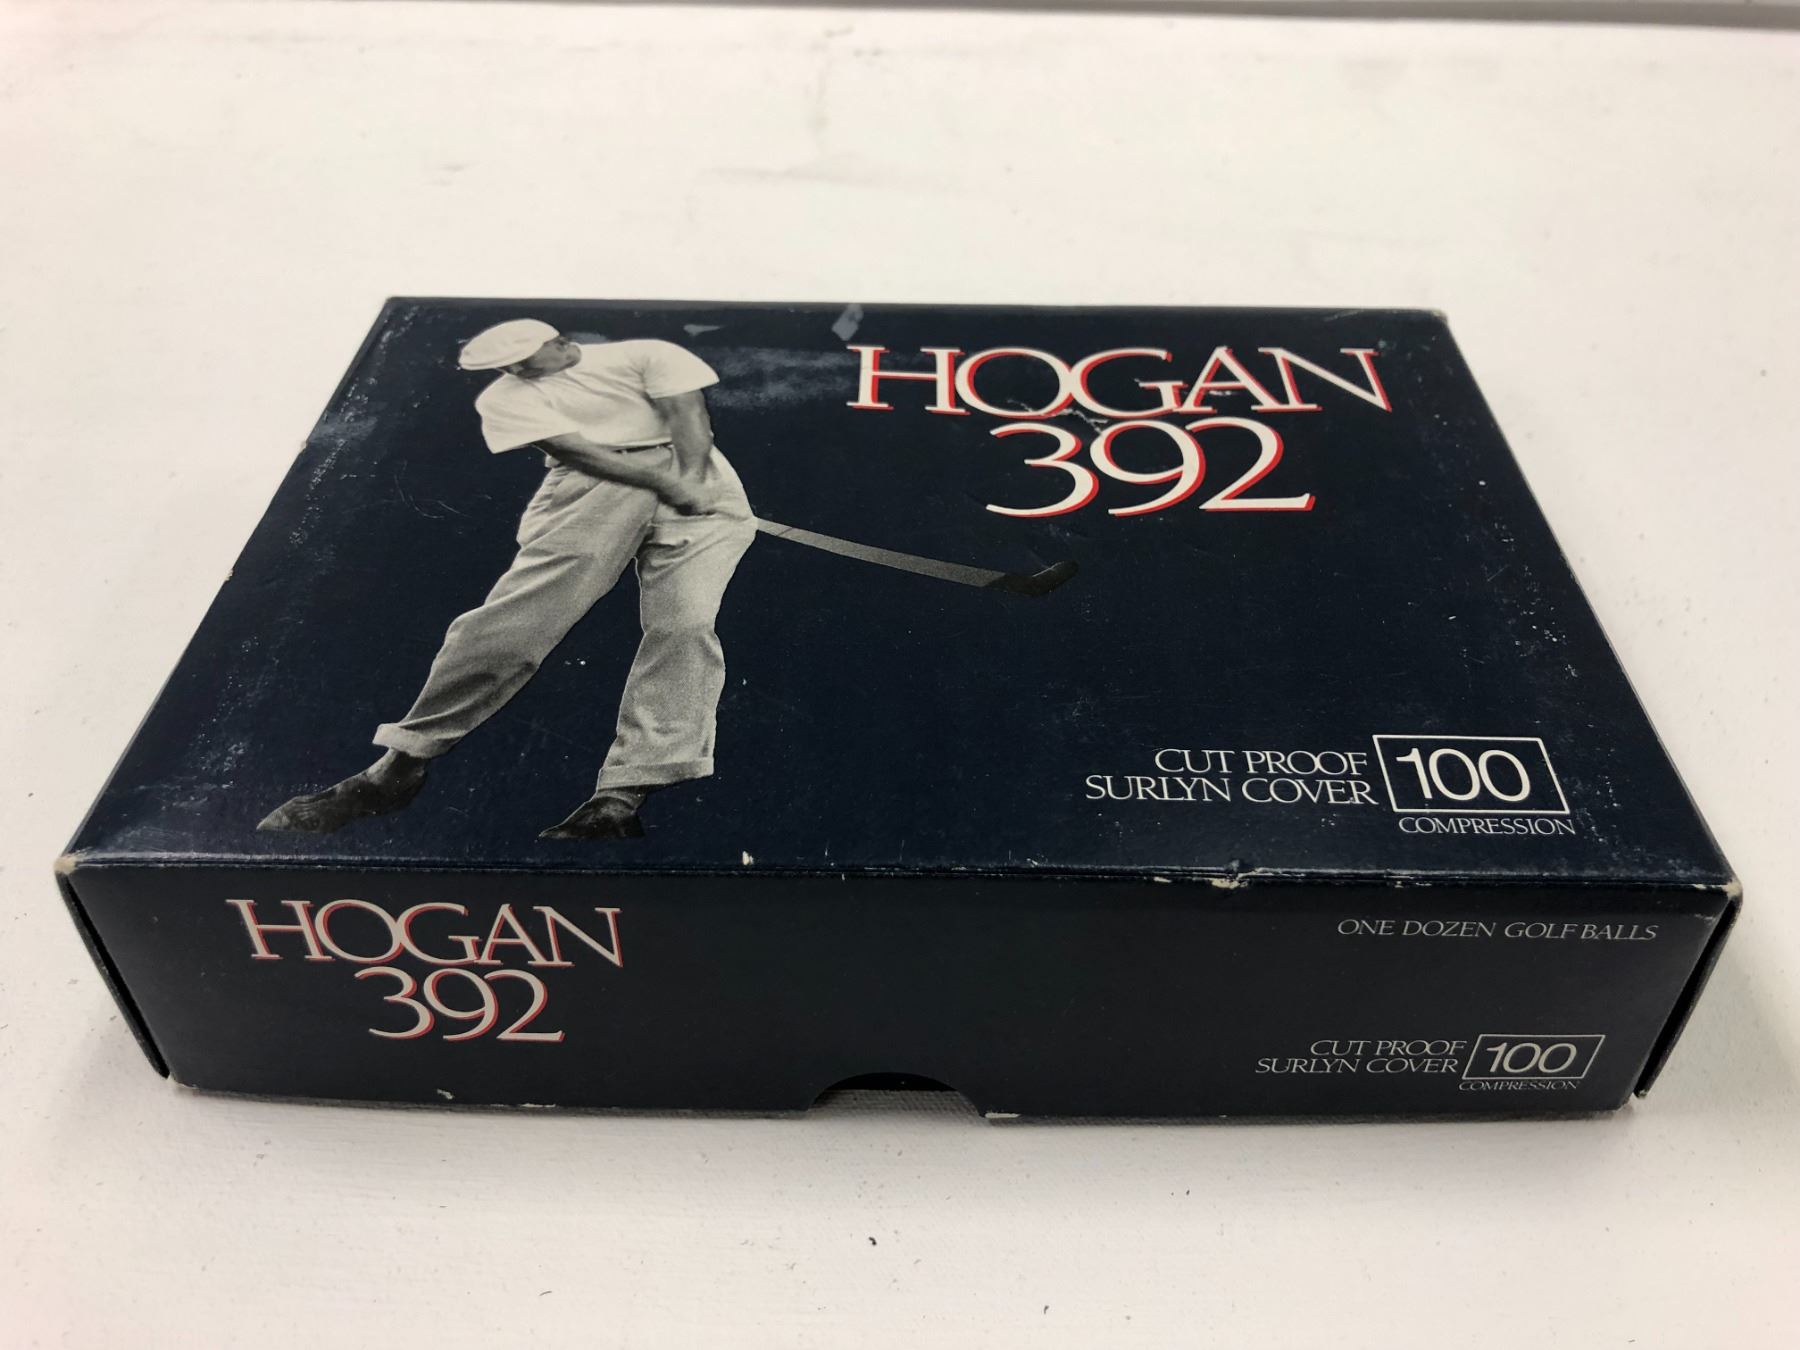 HOGAN
392
CUT PROOF
SURLYN COVER
100
COMPRESSION
HOGAN
392
ONE DOZEN GOLF BALLS
CUT PROOF
SURLYN COVER
100
COMPRESSION